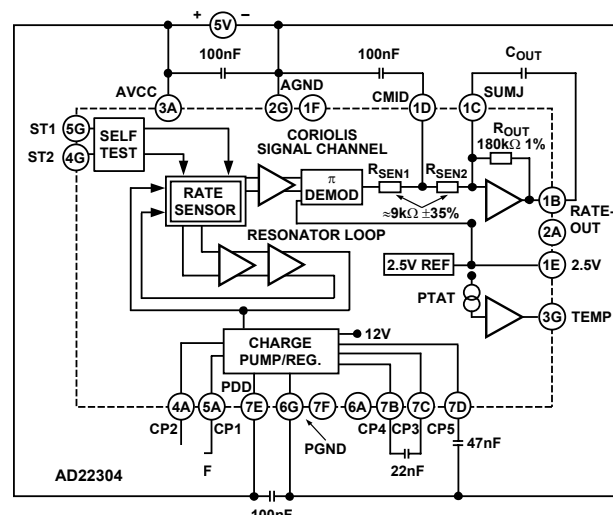 + 5V −
100nF
100nF
COUT
AVCC
AGND
CMID
SUMJ
3A
2G
1F
1D
1C
ST1
5G
ST2
4G
SELF
TEST
CORIOLIS
SIGNAL CHANNEL
ROUT
180kΩ 1%
RATE
SENSOR
π
DEMOD
RSEN1
RSEN2
≈9kΩ ±35%
1B
RATE-
OUT
2A
RESONATOR LOOP
2.5V REF
1E
2.5V
PTAT
3G
TEMP
CHARGE
PUMP/REG.
12V
PDD
4A
5A
7E
6G
7F
6A
7B
7C
7D
CP2
CP1
PGND
CP4
CP3
CP5
47nF
F
22nF
AD22304
100nF